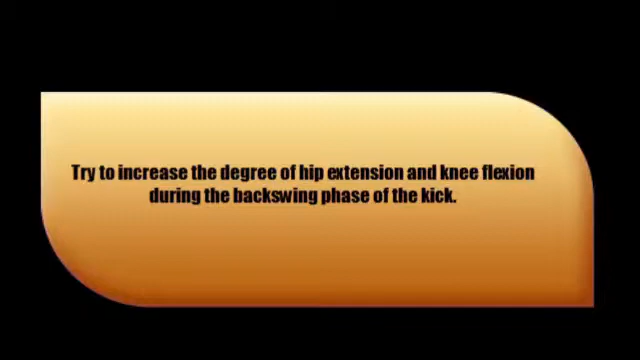 Try to increase the degree of hip extension and knee flexion
during the backswing phase of the kick.